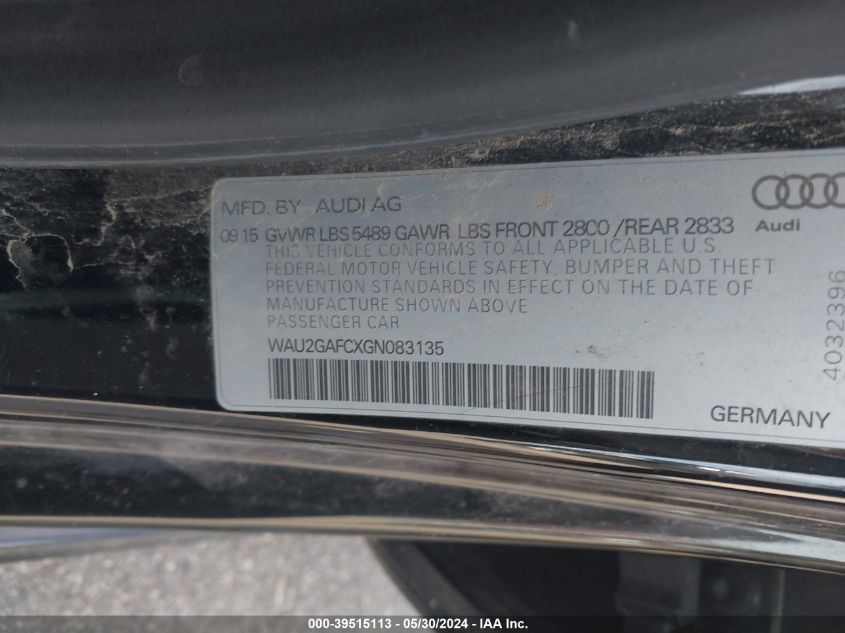 MFD. BY AUDI AG
09 15 GVWR LBS 5489 GAWR LBS FRONT 2800 / REAR 2833
THIS VEHICLE CONFORMS TO ALL APPLICABLE U.S.
FEDERAL MOTOR VEHICLE SAFETY, BUMPER AND THEFT
PREVENTION STANDARDS IN EFFECT ON THE DATE OF
MANUFACTURE SHOWN ABOVE
PASSENGER CAR
WAU2GAFCXGN083135
Audi
4032396
GERMANY
000-39515113 - 05/30/2024 - IAA Inc.